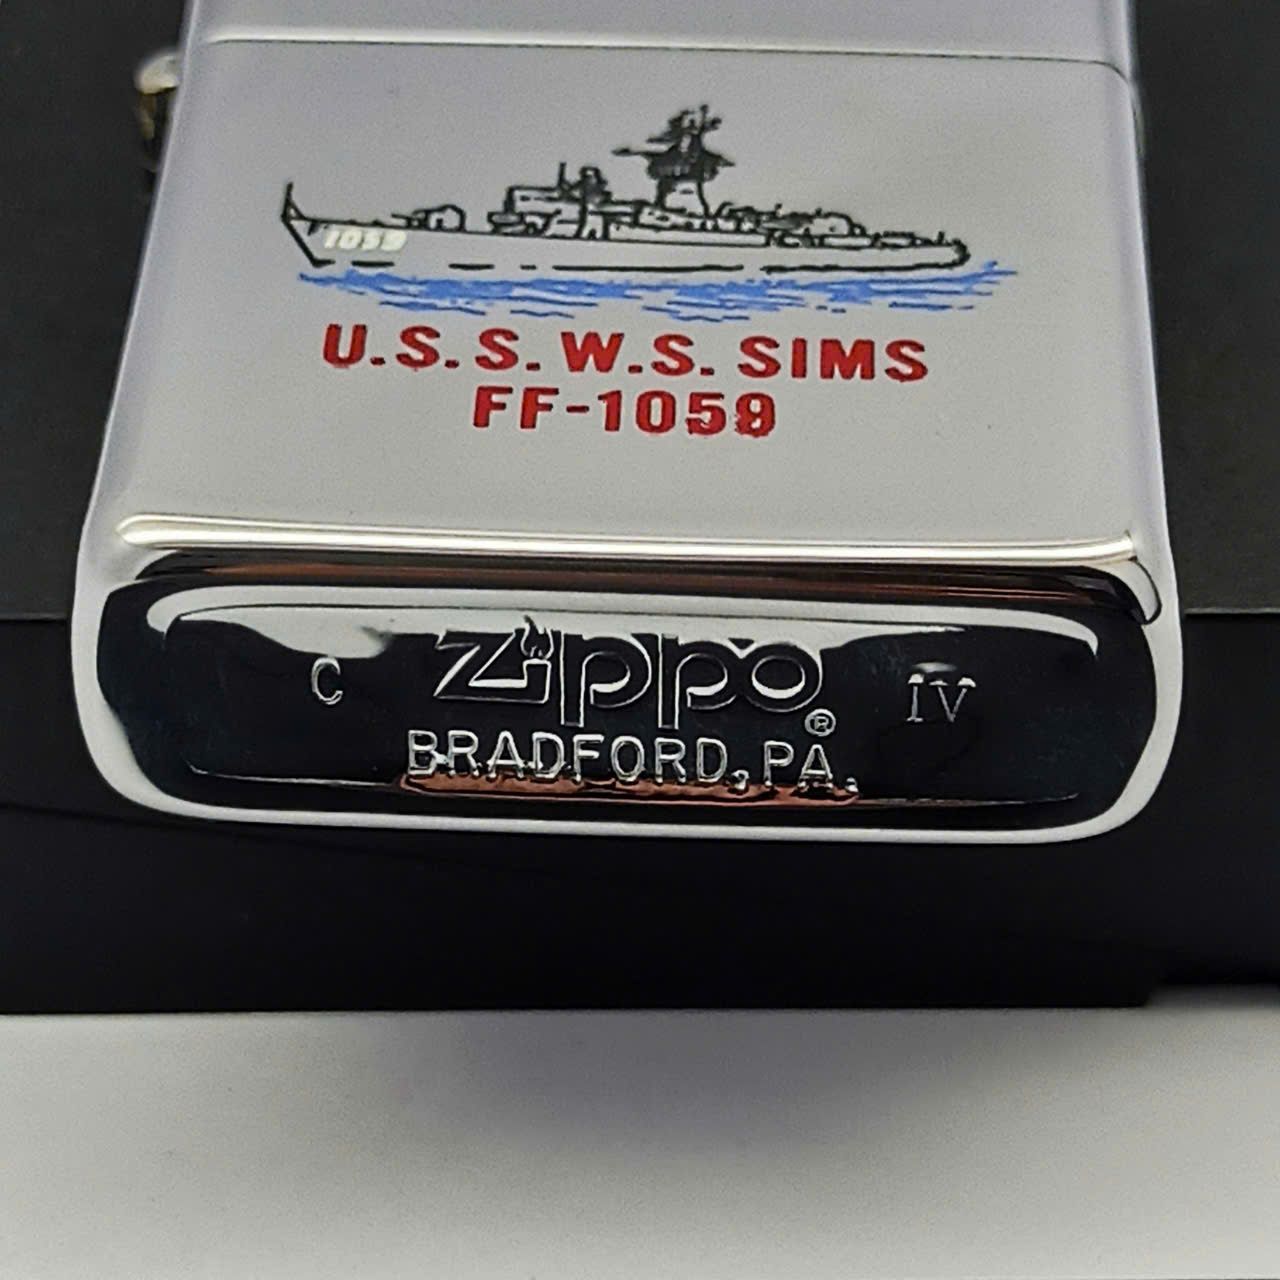 1059
U.S.S. W.S. SIMS
FF-1059
C Zippo® IV
BRADFORD, PA.